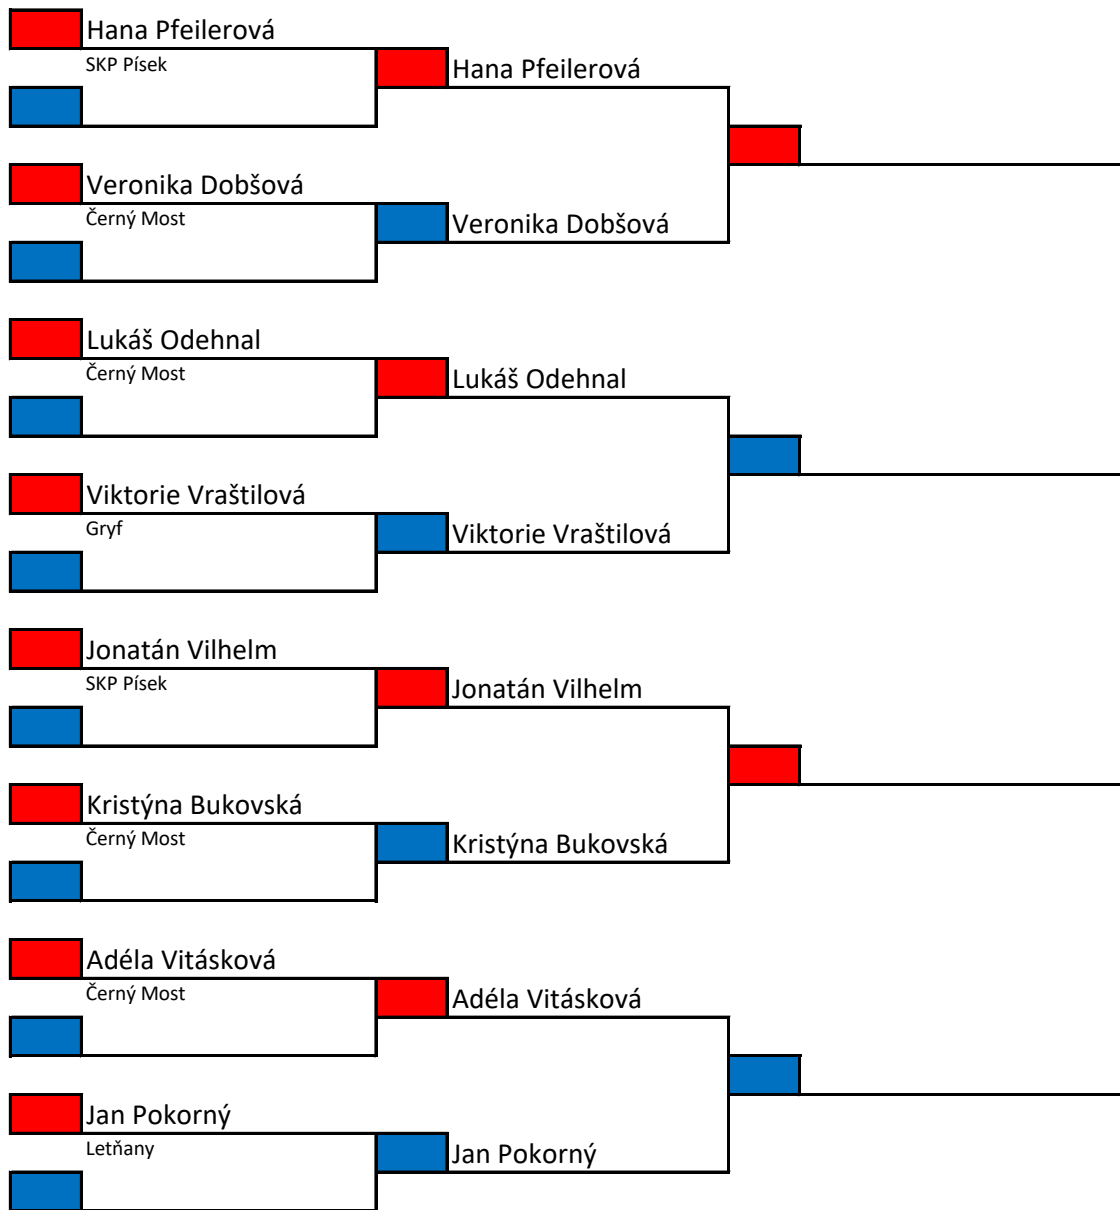 Hana Pfeilerová
SKP Písek
Hana Pfeilerová
Veronika Dobšová
Černý Most
Veronika Dobšová
Lukáš Odehnal
Černý Most
Lukáš Odehnal
Viktorie Vraštilová
Gryf
Viktorie Vraštilová
Jonatán Vilhelm
SKP Písek
Jonatán Vilhelm
Kristýna Bukovská
Černý Most
Kristýna Bukovská
Adéla Vitásková
Černý Most
Adéla Vitásková
Jan Pokorný
Letňany
Jan Pokorný